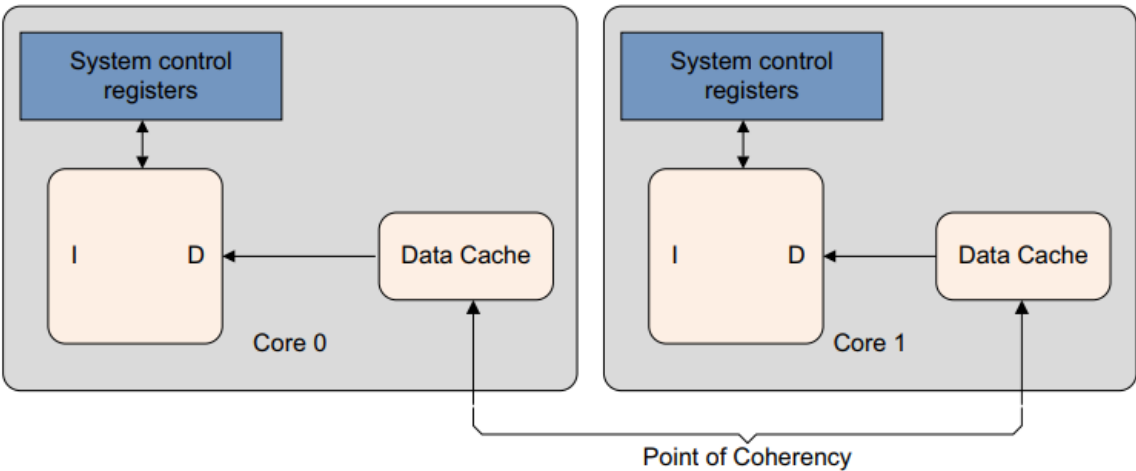 System control
registers
System control
registers
I
D
Data Cache
I
D
Data Cache
Core 0
Core 1
Point of Coherency